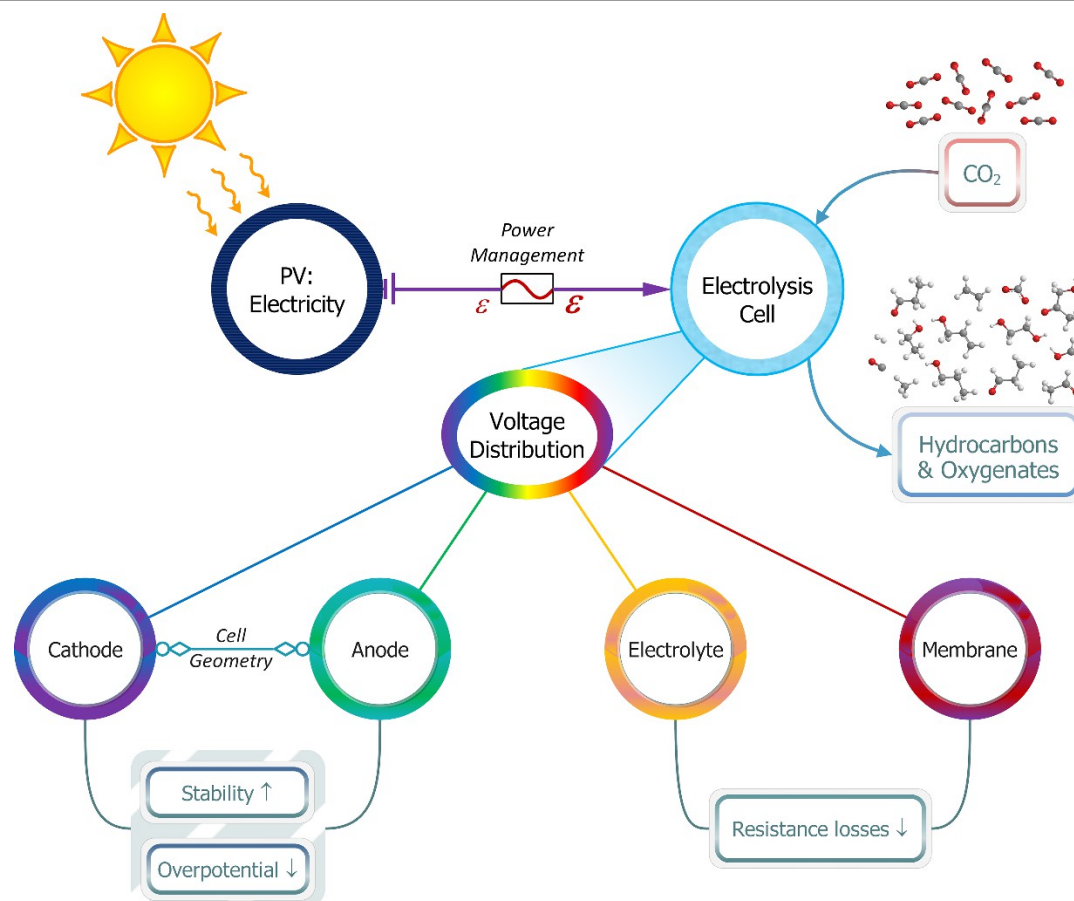 CO₂
Power
Management
PV:
Electricity
ε
ε
Electrolysis
Cell
Voltage
Distribution
Hydrocarbons
& Oxygenates
Cathode
Cell
Geometry
Anode
Electrolyte
Membrane
Stability ↑
Overpotential ↓
Resistance losses ↓